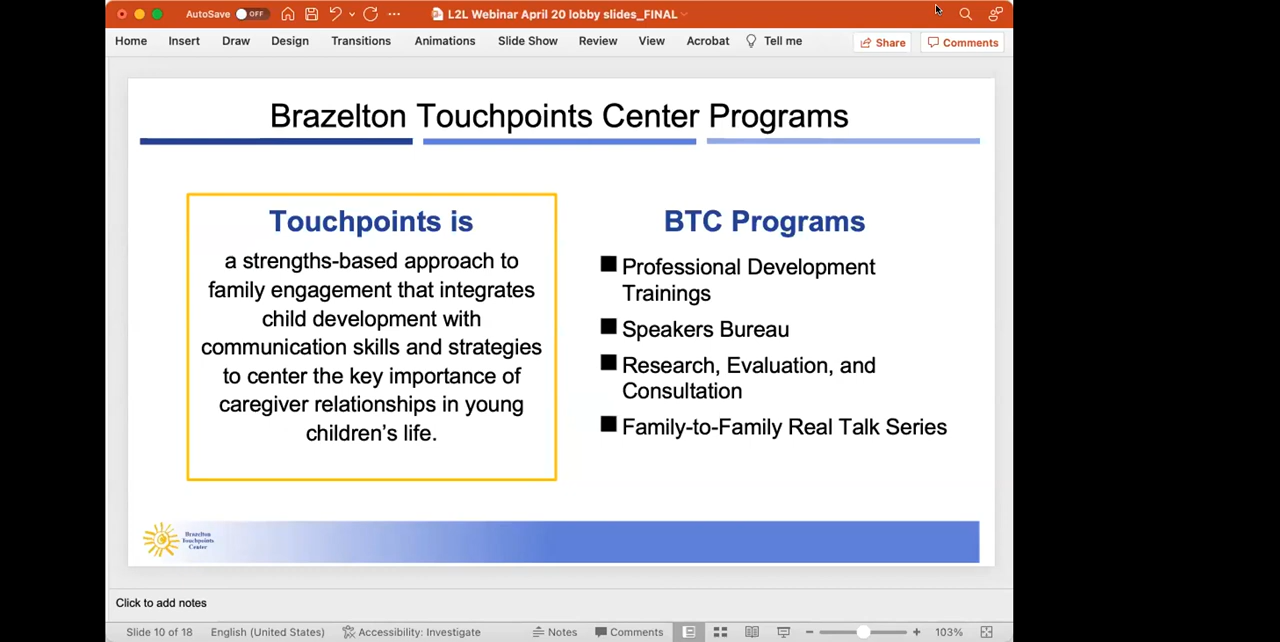 AutoSave OFF
L2L Webinar April 20 lobby slides_FINAL
Home Insert Draw Design Transitions Animations Slide Show Review View Acrobat Tell me Share Comments
Brazelton Touchpoints Center Programs
Touchpoints is
a strengths-based approach to
family engagement that integrates
child development with
communication skills and strategies
to center the key importance of
caregiver relationships in young
children's life.
BTC Programs
Professional Development
Trainings
Speakers Bureau
Research, Evaluation, and
Consultation
Family-to-Family Real Talk Series
Brazelton
Touchpoints
Center
Click to add notes
Slide 10 of 18 English (United States) Accessibility: Investigate Notes Comments 103%